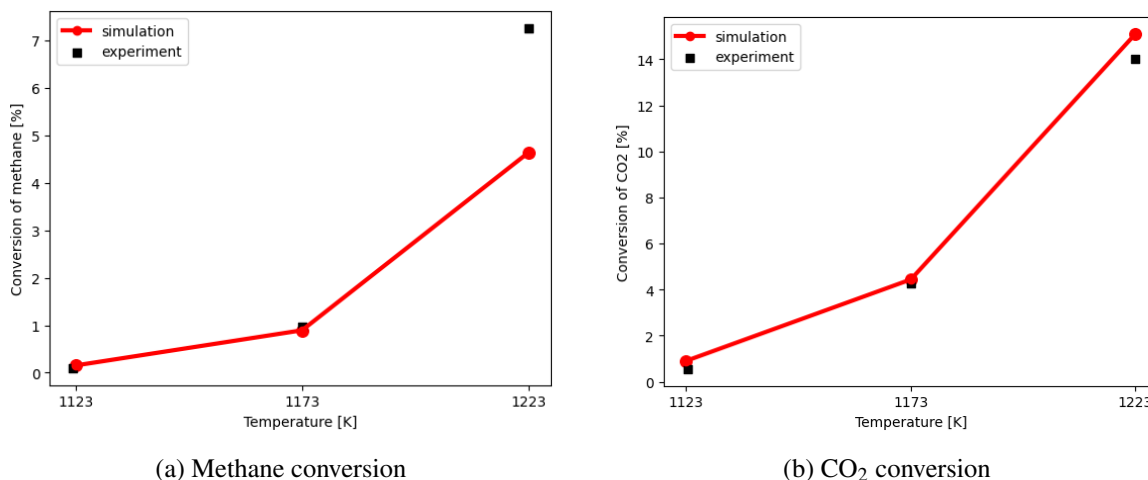 simulation
experiment
7
6
5
4
3
2
1
0
Conversion of methane [%]
1123
1173
1223
Temperature [K]
(a) Methane conversion
simulation
experiment
14
12
10
8
6
4
2
0
Conversion of CO2 [%]
1123
1173
1223
Temperature [K]
(b) CO₂ conversion